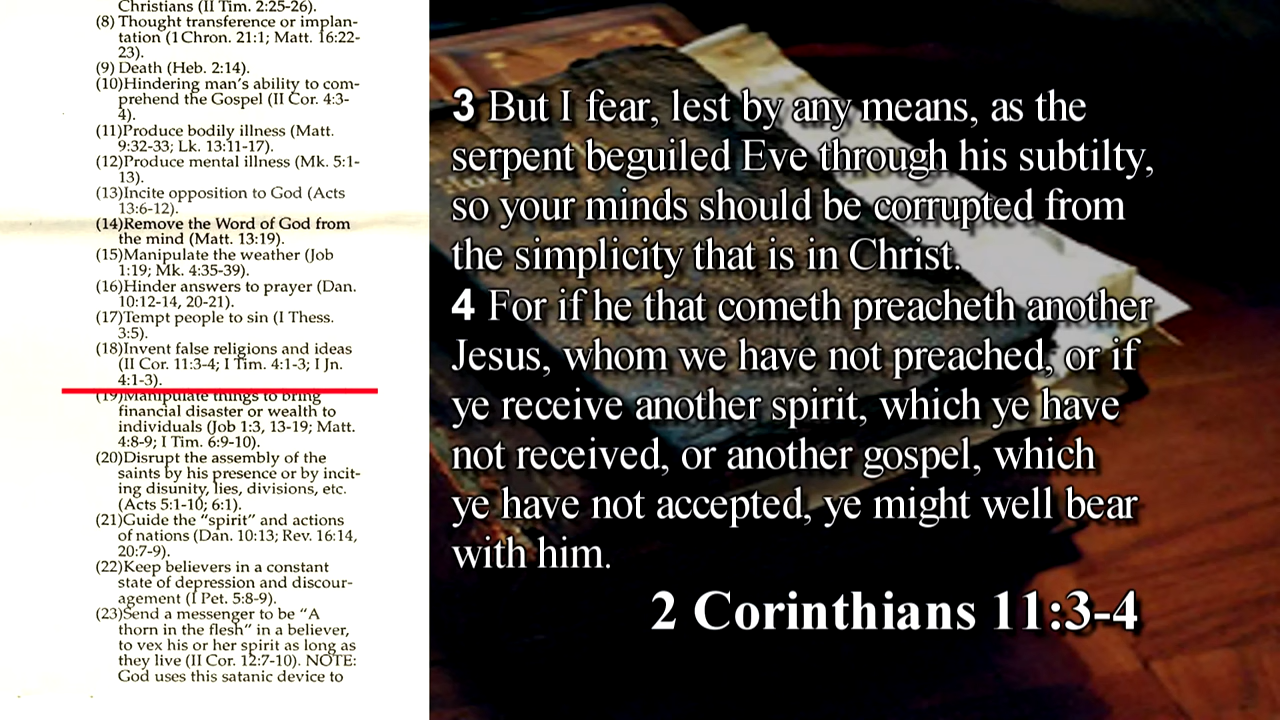 Christians (II Tim. 2:25-26).
(8) Thought transference or implan-
tation (1 Chron. 21:1; Matt. 16:22-
23).
(9) Death (Heb. 2:14).
(10)Hindering man's ability to com-
prehend the Gospel (II Cor. 4:3-
4).
(11)Produce bodily illness (Matt.
9:32-33; Lk. 13:11-17).
(12)Produce mental illness (Mk. 5:1-
13).
(13)Incite opposition to God (Acts
13:6-12).
(14)Remove the Word of God from
the mind (Matt. 13:19).
(15)Manipulate the weather (Job
1:19; Mk. 4:35-39).
(16)Hinder answers to prayer (Dan.
10:12-14, 20-21).
(17)Tempt people to sin (I Thess.
3:5).
(18)Invent false religions and ideas
(II Cor. 11:3-4; I Tim. 4:1-3; I Jn.
4:1-3).
(19)Manipulate things to bring
financial disaster or wealth to
individuals (Job 1:3, 13-19; Matt.
4:8-9; I Tim. 6:9-10).
(20)Disrupt the assembly of the
saints by his presence or by incit-
ing disunity, lies, divisions, etc.
(Acts 5:1-10; 6:1).
(21)Guide the "spirit" and actions
of nations (Dan. 10:13; Rev. 16:14,
20:7-9).
(22)Keep believers in a constant
state of depression and discour-
agement (I Pet. 5:8-9).
(23)Send a messenger to be "A
thorn in the flesh" in a believer,
to vex his or her spirit as long as
they live (II Cor. 12:7-10). NOTE:
God uses this satanic device to
3 But I fear, lest by any means, as the
serpent beguiled Eve through his subtilty,
so your minds should be corrupted from
the simplicity that is in Christ.
4 For if he that cometh preacheth another
Jesus, whom we have not preached, or if
ye receive another spirit, which ye have
not received, or another gospel, which
ye have not accepted, ye might well bear
with him.
2 Corinthians 11:3-4